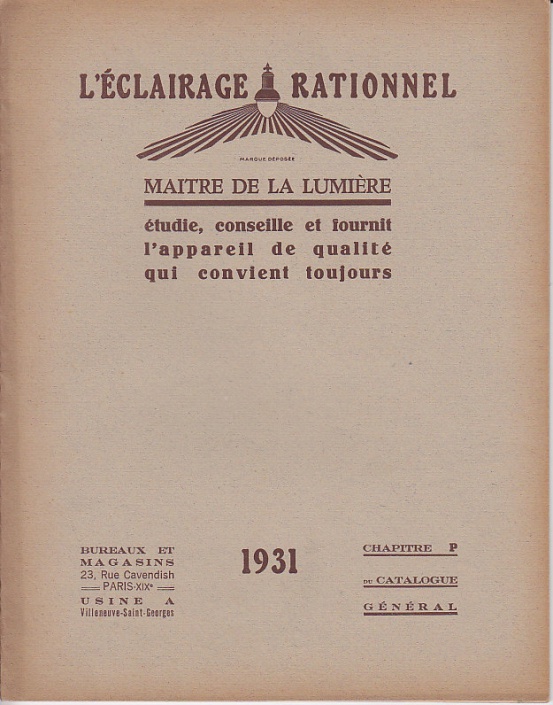 L'ÉCLAIRAGE RATIONNEL
MARQUE DÉPOSÉE
MAITRE DE LA LUMIÈRE
étudie, conseille et fournit
l'appareil de qualité
qui convient toujours
BUREAUX ET
MAGASINS
23, Rue Cavendish
PARIS-XIXe
USINE A
Villeneuve-Saint-Georges
1931
CHAPITRE P
DU CATALOGUE
GÉNÉRAL